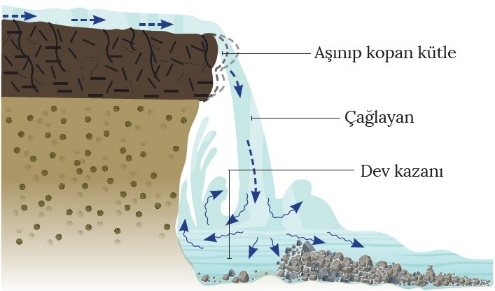 Aşınıp kopan kütle
Çağlayan
Dev kazanı